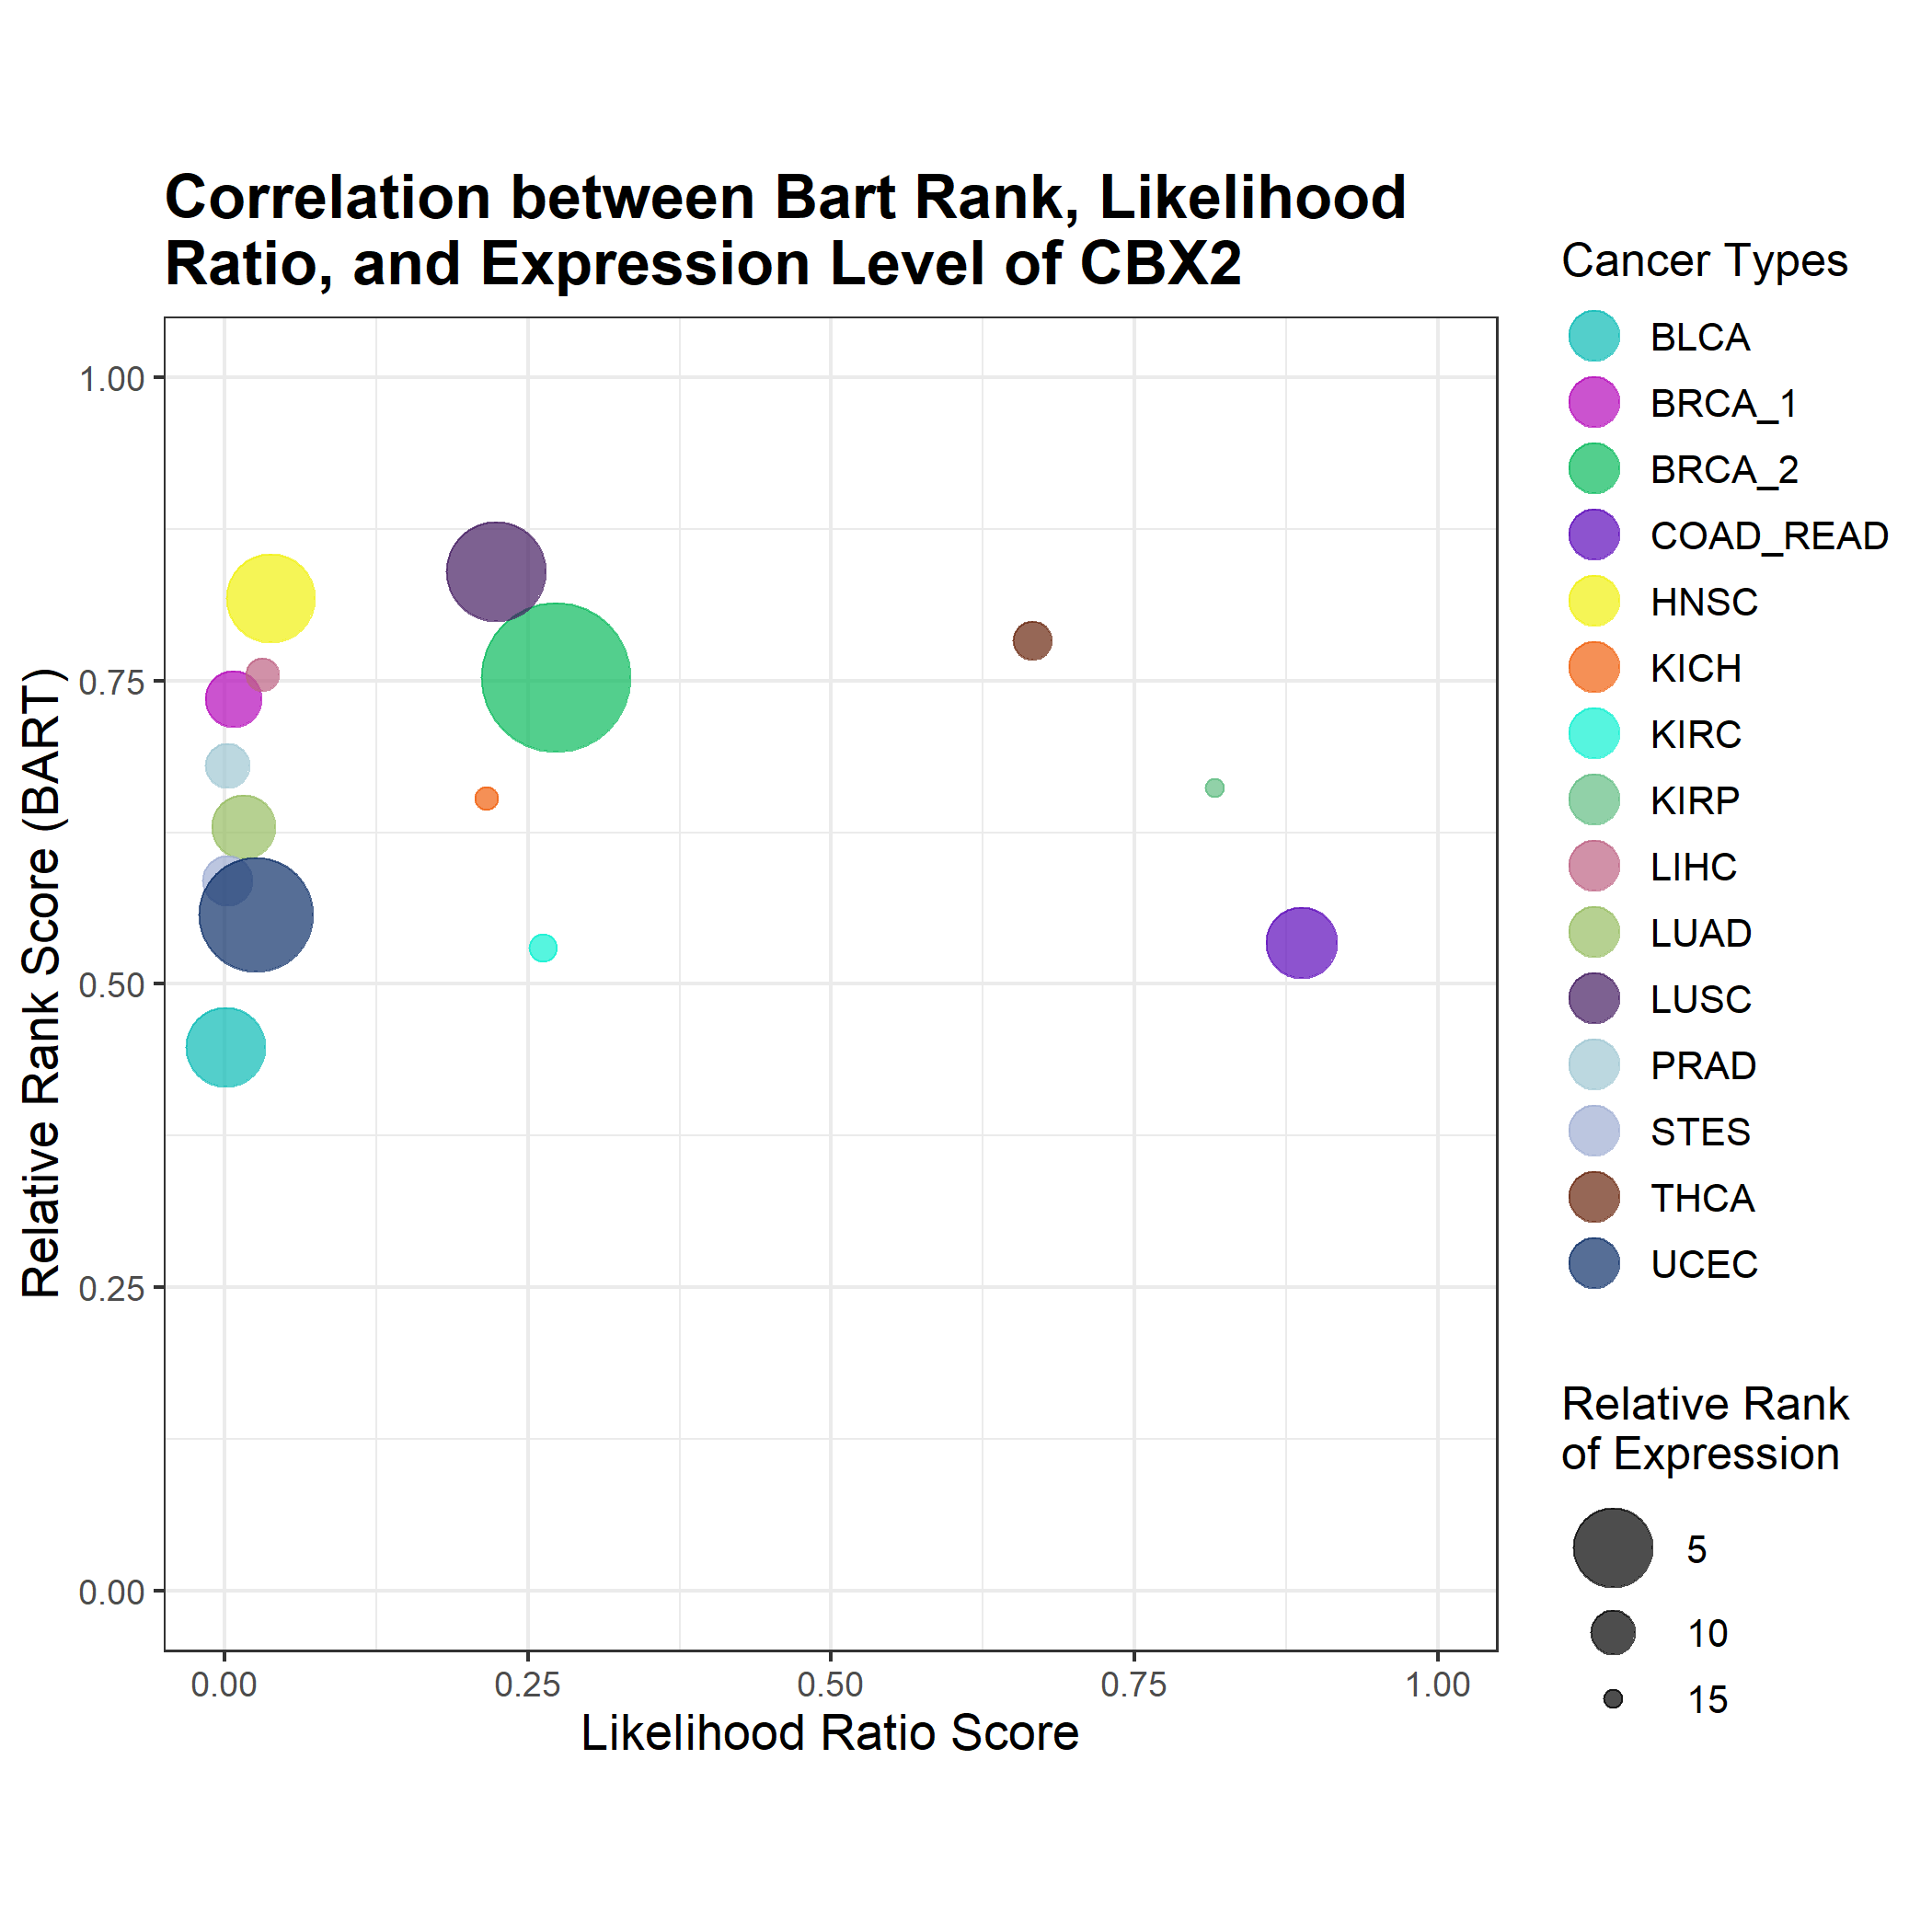 Correlation between Bart Rank, Likelihood
Ratio, and Expression Level of CBX2
Relative Rank Score (BART)
1.00
0.75
0.50
0.25
0.00
0.00
0.25
0.50
0.75
1.00
Likelihood Ratio Score
Cancer Types
BLCA
BRCA_1
BRCA_2
COAD_READ
HNSC
KICH
KIRC
KIRP
LIHC
LUAD
LUSC
PRAD
STES
THCA
UCEC
Relative Rank
of Expression
5
10
15